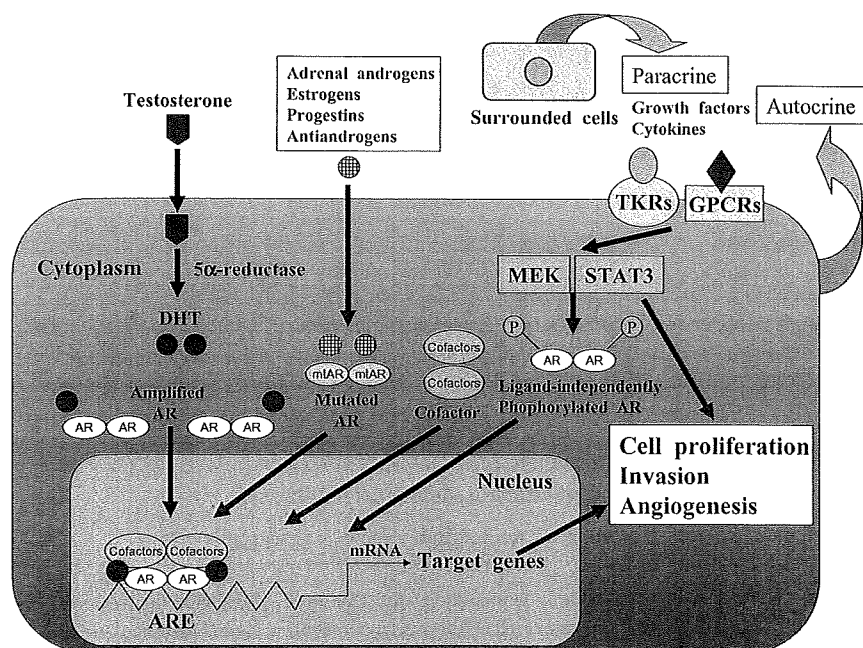 Testosterone
Adrenal androgens
Estrogens
Progestins
Antiandrogens
Surrounded cells
Paracrine
Growth factors
Cytokines
Autocrine
TKRs
GPCRs
Cytoplasm
5α-reductase
DHT
MEK
STAT3
P
P
AR
AR
mtAR
mtAR
Mutated
AR
Cofactors
Cofactors
Cofactor
Ligand-independently
Phophorylated AR
Amplified
AR
AR
AR
AR
AR
Cell proliferation
Invasion
Angiogenesis
Nucleus
Cofactors
Cofactors
AR
AR
ARE
mRNA
Target genes